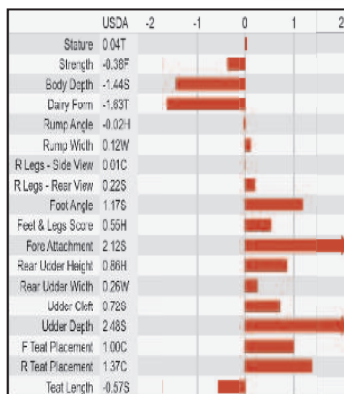 USDA -2 -1 0 1 2
Stature 0.04T
Strength -0.36F
Body Depth -1.44S
Dairy Form -1.63T
Rump Angle -0.02H
Rump Width 0.12W
R Legs - Side View 0.01C
R Legs - Rear View 0.22S
Foot Angle 1.17S
Feet & Legs Score 0.55H
Fore Attachment 2.12S
Rear Udder Height 0.86H
Rear Udder Width 0.26W
Udder Cleft 0.72S
Udder Depth 2.48S
F Teat Placement 1.00C
R Teat Placement 1.37C
Teat Length -0.57S